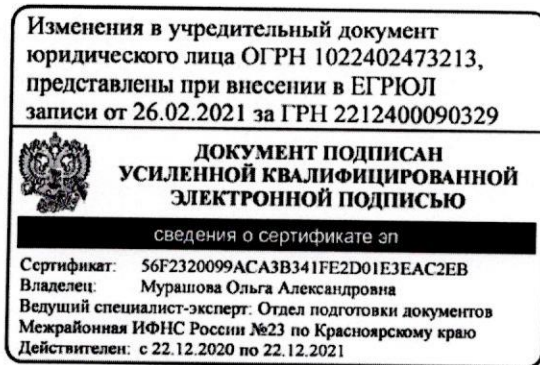 Изменения в учредительный документ
юридического лица ОГРН 1022402473213,
представлены при внесении в ЕГРЮЛ
записи от 26.02.2021 за ГРН 2212400090329
ДОКУМЕНТ ПОДПИСАН
УСИЛЕННОЙ КВАЛИФИЦИРОВАННОЙ
ЭЛЕКТРОННОЙ ПОДПИСЬЮ
сведения о сертификате эп
Сертификат: 56F2320099ACA3B341FE2D01E3EAC2EB
Владелец: Мурашова Ольга Александровна
Ведущий специалист-эксперт: Отдел подготовки документов
Межрайонная ИФНС России №23 по Красноярскому краю
Действителен: с 22.12.2020 по 22.12.2021